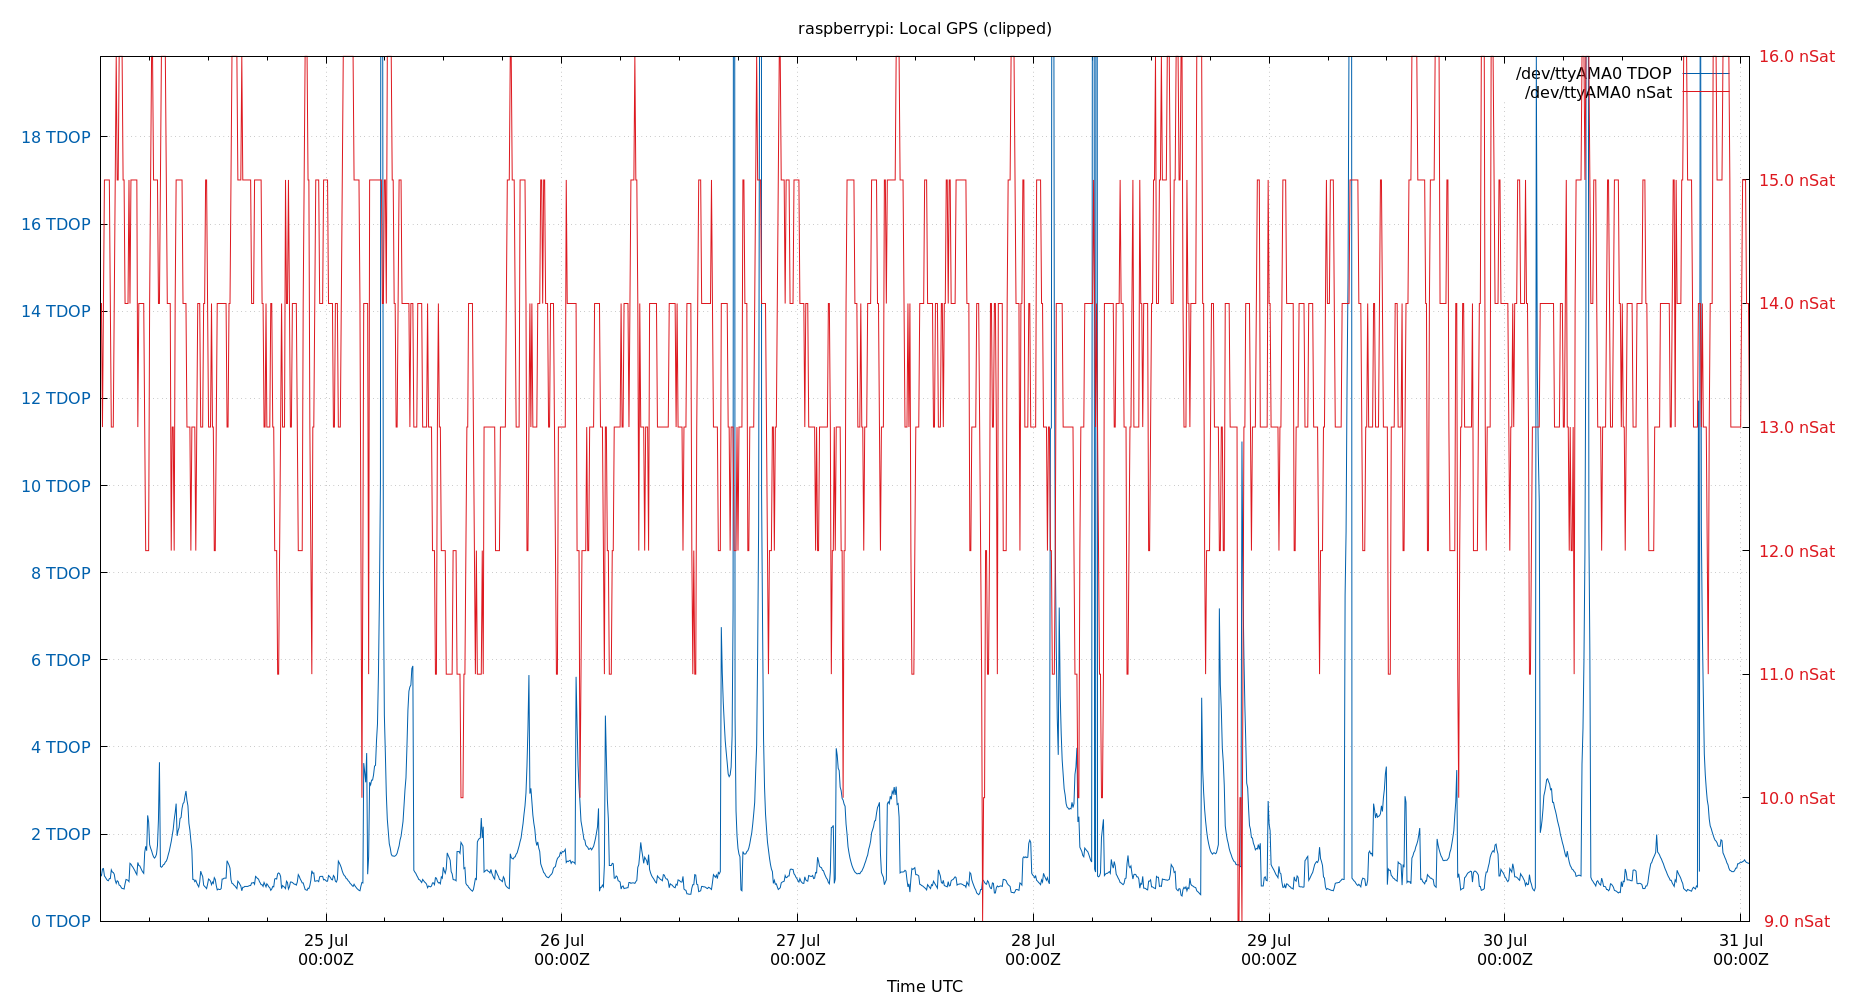 raspberrypi: Local GPS (clipped)
/dev/ttyAMA0 TDOP
/dev/ttyAMA0 nSat
18 TDOP
16 TDOP
14 TDOP
12 TDOP
10 TDOP
8 TDOP
6 TDOP
4 TDOP
2 TDOP
0 TDOP
16.0 nSat
15.0 nSat
14.0 nSat
13.0 nSat
12.0 nSat
11.0 nSat
10.0 nSat
9.0 nSat
25 Jul
00:00Z
26 Jul
00:00Z
27 Jul
00:00Z
28 Jul
00:00Z
29 Jul
00:00Z
30 Jul
00:00Z
31 Jul
00:00Z
Time UTC